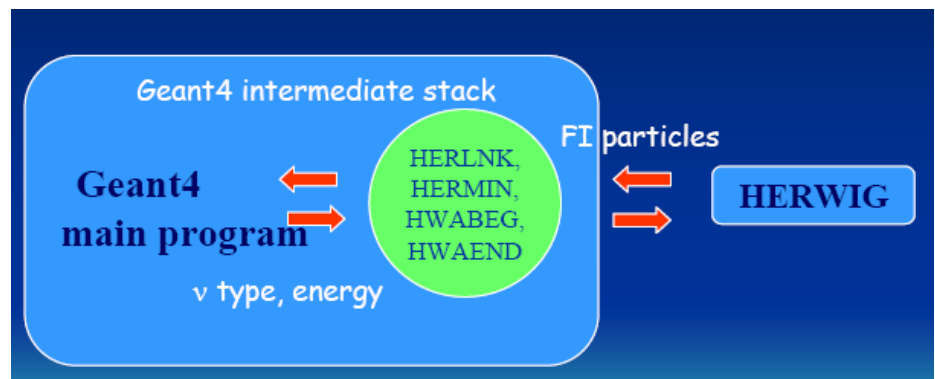 Geant4 intermediate stack
FI particles
HERLNK,
HERMIN,
HWABEG,
HWAEND
Geant4
main program
HERWIG
ν type, energy